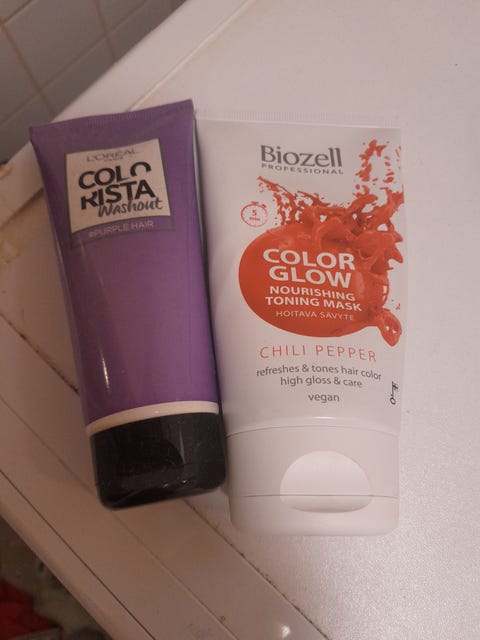 L'ORÉAL
PARIS
COLO
RISTA
Washout
#PURPLE HAIR
Biozell
PROFESSIONAL
5
min
COLOR
GLOW
NOURISHING
TONING MASK
HOITAVA SÄVYTE
CHILI PEPPER
refreshes & tones hair color
high gloss & care
vegan